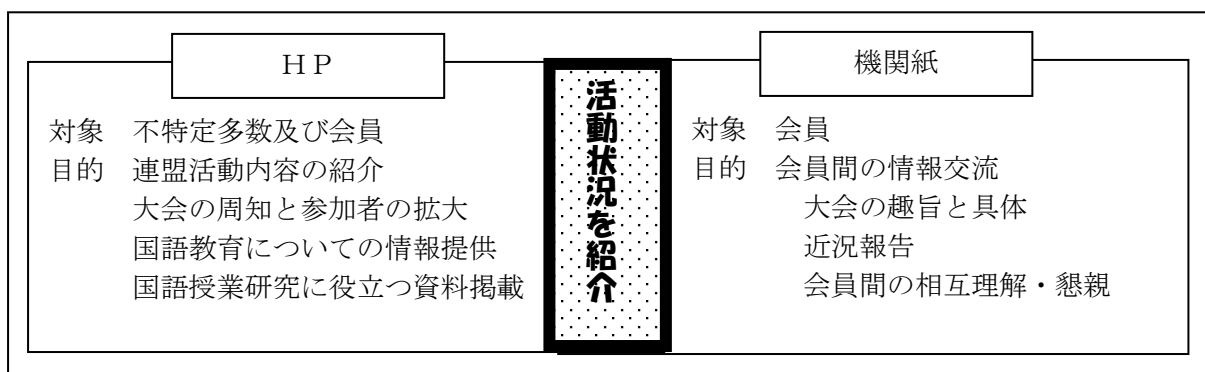 ＨＰ
対象　不特定多数及び会員
目的　連盟活動内容の紹介
大会の周知と参加者の拡大
国語教育についての情報提供
国語授業研究に役立つ資料掲載
活動状況を紹介
機関紙
対象　会員
目的　会員間の情報交流
大会の趣旨と具体
近況報告
会員間の相互理解・懇親